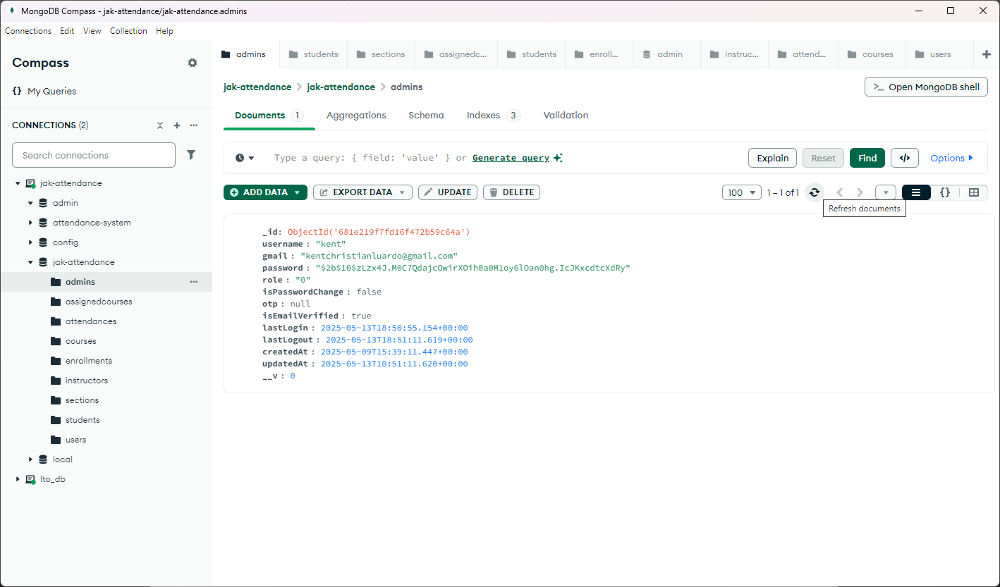 MongoDB Compass - jak-attendance/jak-attendance.admins
Connections Edit View Collection Help
Compass
{} My Queries
CONNECTIONS (2)
Search connections
jak-attendance
admin
attendance-system
config
jak-attendance
admins
assignedcourses
attendances
courses
enrollments
instructors
sections
students
users
local
lto_db
admins students sections assignedc... students enroll... admin instruc... attend... courses users
jak-attendance > jak-attendance > admins
>_ Open MongoDB shell
Documents 1 Aggregations Schema Indexes 3 Validation
Type a query: { field: 'value' } or Generate query
Explain Reset Find </> Options
ADD DATA EXPORT DATA UPDATE DELETE
100 1 – 1 of 1 {}
Refresh documents
_id: ObjectId('681e219f7fd16f472b59c64a')
username : "kent"
gmail : "kentchristianluardo@gmail.com"
password : "$2b$10$zLzx4J.M0C7QdajcOwirXOih0a0M1oy6lOan0hg.IcJKxcdtcXdRy"
role : "0"
isPasswordChange : false
otp : null
isEmailVerified : true
lastLogin : 2025-05-13T18:50:55.154+00:00
lastLogout : 2025-05-13T18:51:11.619+00:00
createdAt : 2025-05-09T15:39:11.447+00:00
updatedAt : 2025-05-13T10:51:11.620+00:00
__v : 0